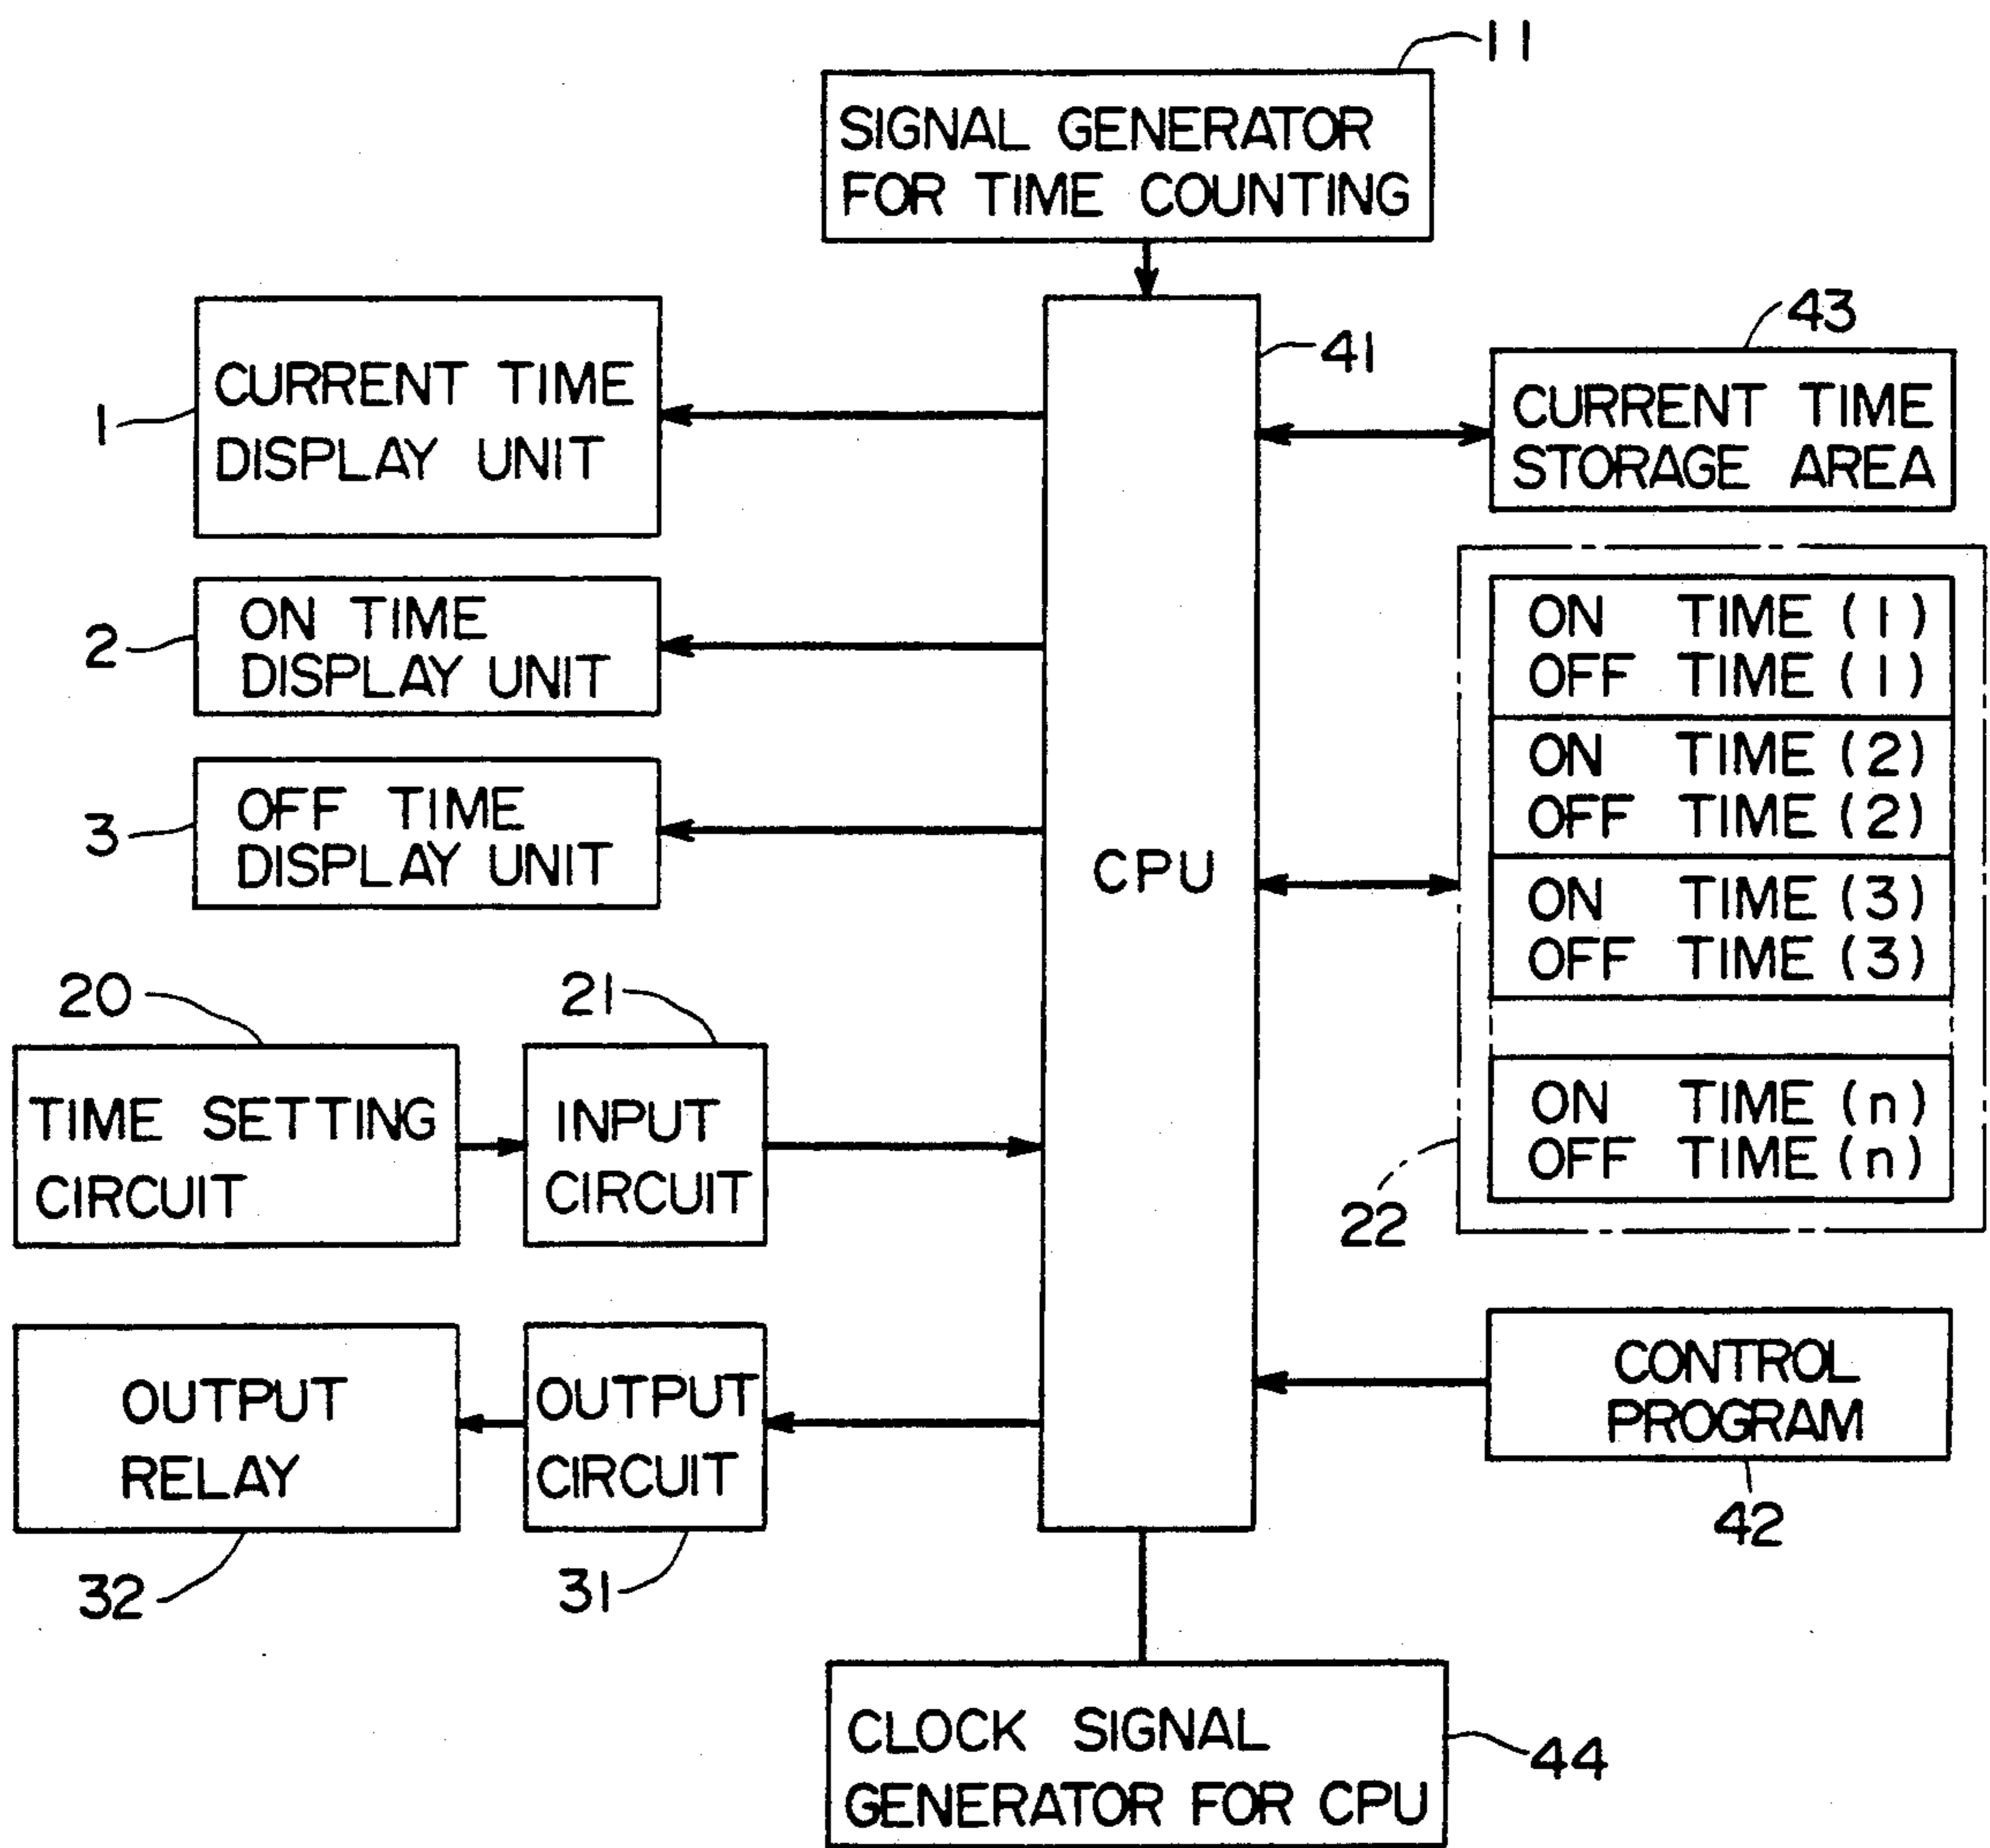 11
SIGNAL GENERATOR
FOR TIME COUNTING
1
CURRENT TIME
DISPLAY UNIT
41
43
CURRENT TIME
STORAGE AREA
2
ON TIME
DISPLAY UNIT
3
OFF TIME
DISPLAY UNIT
CPU
ON TIME (1)
OFF TIME (1)
ON TIME (2)
OFF TIME (2)
ON TIME (3)
OFF TIME (3)
ON TIME (n)
OFF TIME (n)
22
20
TIME SETTING
CIRCUIT
21
INPUT
CIRCUIT
OUTPUT
RELAY
32
OUTPUT
CIRCUIT
31
CONTROL
PROGRAM
42
CLOCK SIGNAL
GENERATOR FOR CPU
44